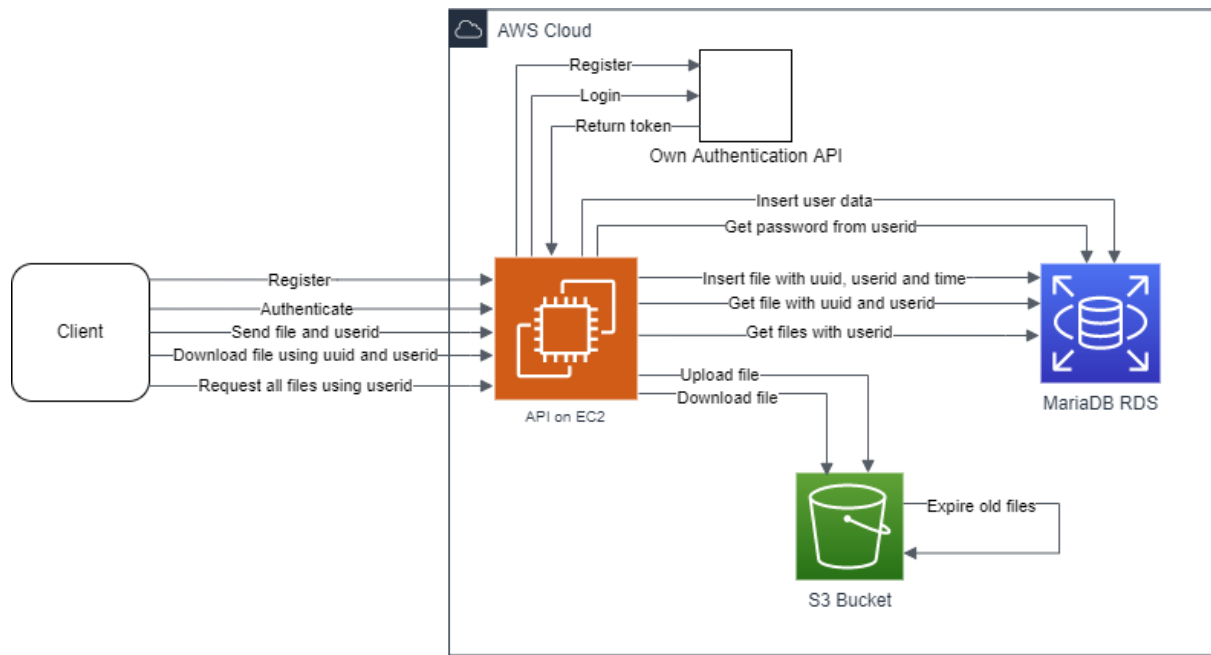 AWS Cloud
Register
Login
Return token
Own Authentication API
Insert user data
Get password from userid
Client
Register
Authenticate
Send file and userid
Download file using uuid and userid
Request all files using userid
API on EC2
Insert file with uuid, userid and time
Get file with uuid and userid
Get files with userid
MariaDB RDS
Upload file
Download file
Expire old files
S3 Bucket